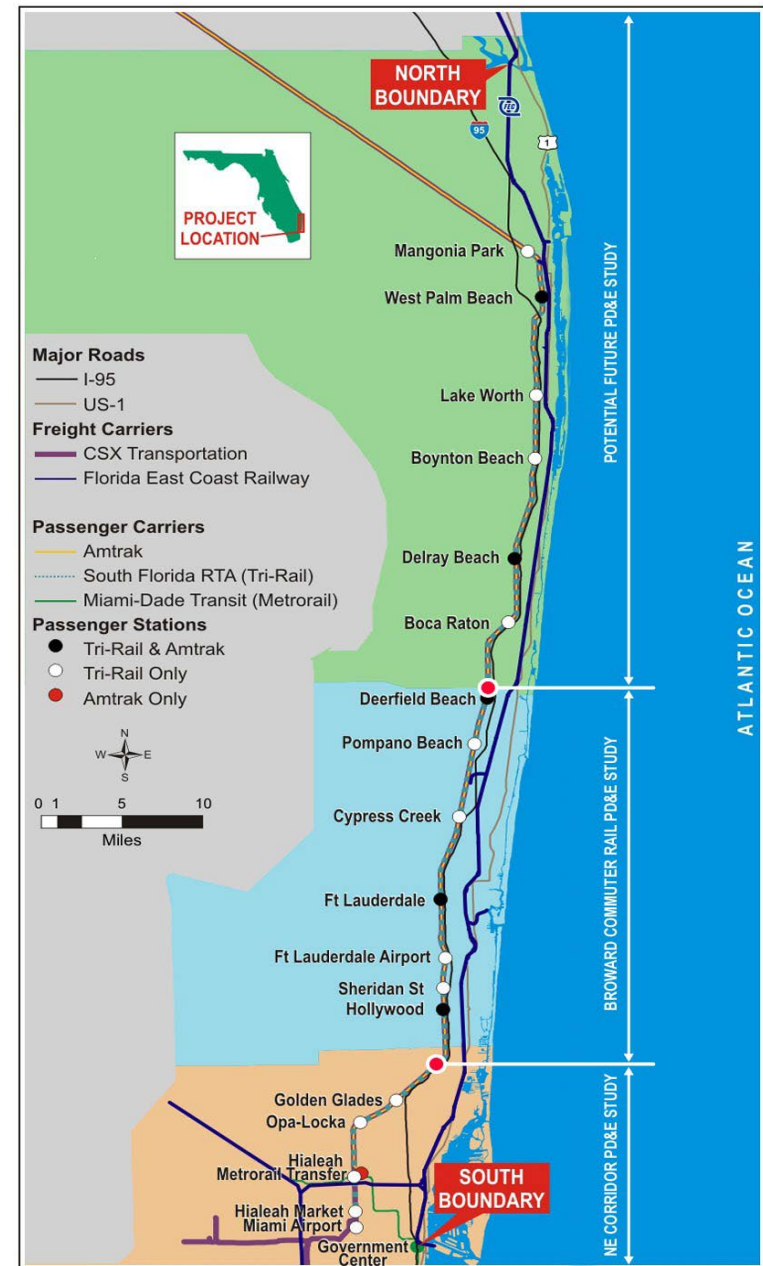 NORTH
BOUNDARY
FEC
95
1
PROJECT
LOCATION
Mangonia Park
West Palm Beach
Lake Worth
Boynton Beach
Delray Beach
Boca Raton
Deerfield Beach
Pompano Beach
Cypress Creek
Ft Lauderdale
Ft Lauderdale Airport
Sheridan St
Hollywood
Golden Glades
Opa-Locka
Hialeah
Metrorail Transfer
Hialeah Market
Miami Airport
Government
Center
SOUTH
BOUNDARY
Major Roads
I-95
US-1
Freight Carriers
CSX Transportation
Florida East Coast Railway
Passenger Carriers
Amtrak
South Florida RTA (Tri-Rail)
Miami-Dade Transit (Metrorail)
Passenger Stations
Tri-Rail & Amtrak
Tri-Rail Only
Amtrak Only
N
W E
S
0 1 5 10
Miles
POTENTIAL FUTURE PD&E STUDY
BROWARD COMMUTER RAIL PD&E STUDY
NE CORRIDOR PD&E STUDY
ATLANTIC OCEAN